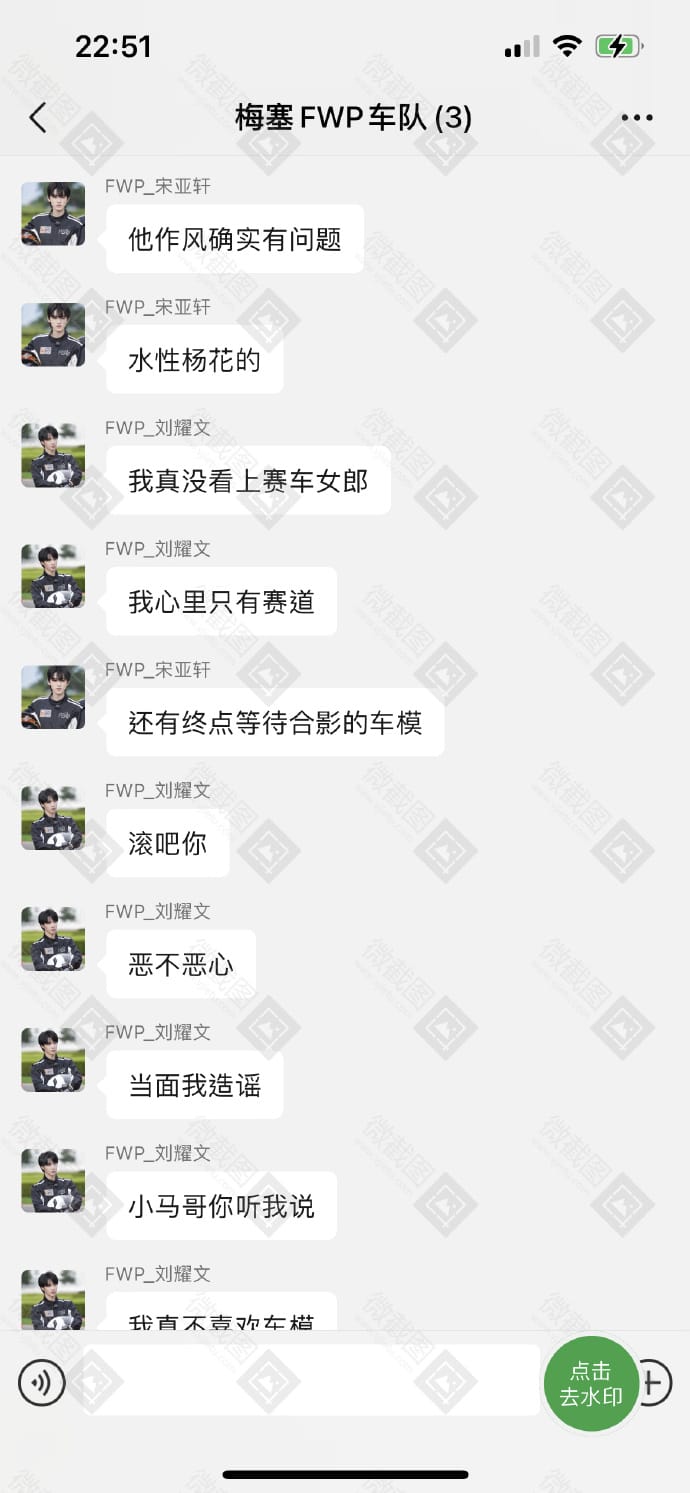 22:51
梅塞FWP车队(3)
FWP_宋亚轩
他作风确实有问题
FWP_宋亚轩
水性杨花的
FWP_刘耀文
我真没看上赛车女郎
FWP_刘耀文
我心里只有赛道
FWP_宋亚轩
还有终点等待合影的车模
FWP_刘耀文
滚吧你
FWP_刘耀文
恶不恶心
FWP_刘耀文
当面我造谣
FWP_刘耀文
小马哥你听我说
FWP_刘耀文
我真不喜欢车模
点击
去水印
微截图